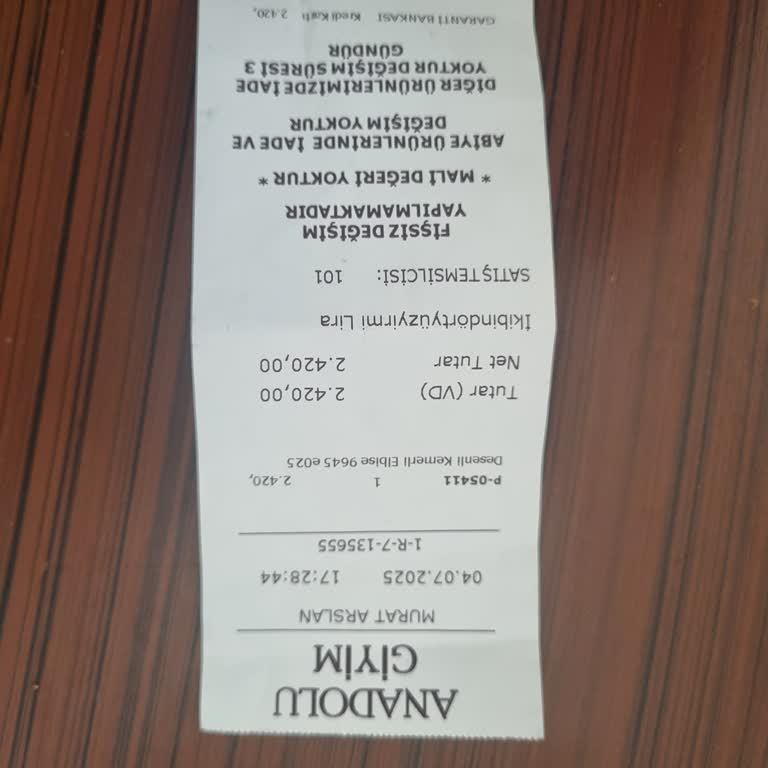 ANADOLU
GİYİM
MURAT ARSLAN
04.07.2025 17:28:44
1-R-7-135655
P-05411 1 2.420,
Desenli Kemerli Elbise 9645 e025
Tutar (VD) 2.420,00
Net Tutar 2.420,00
İkibindörtyüzyirmi Lira
SATIŞ TEMSİLCİSİ: 101
FİŞSİZ DEĞİŞİM
YAPILMAMAKTADIR
* MALİ DEĞERİ YOKTUR *
ABİYE ÜRÜNLERİNDE İADE VE
DEĞİŞİM YOKTUR
DİĞER ÜRÜNLERİMİZDE İADE
YOKTUR DEĞİŞİM SÜRESİ 3
GÜNDÜR
GARANTİ BANKASI Kredi Kartı 2.420,